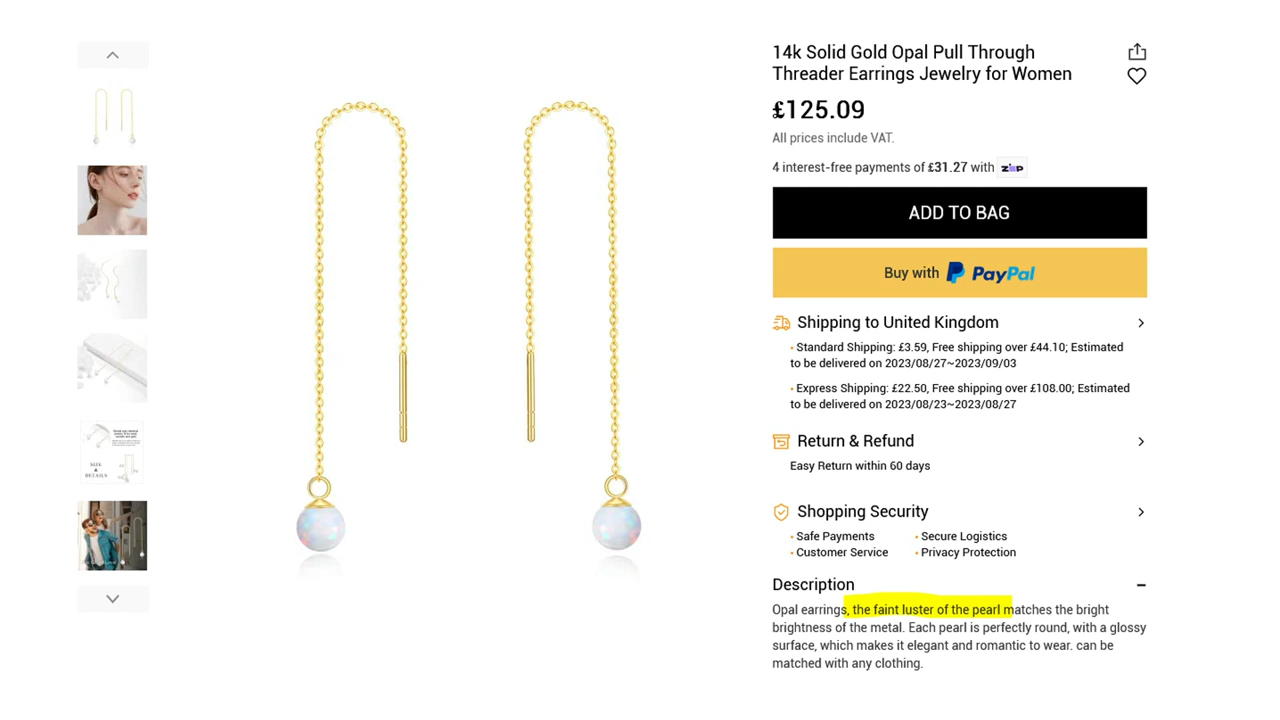 14k Solid Gold Opal Pull Through
Threader Earrings Jewelry for Women
£125.09
All prices include VAT.
4 interest-free payments of £31.27 with zip
ADD TO BAG
Buy with PayPal
Shipping to United Kingdom
• Standard Shipping: £3.59, Free shipping over £44.10; Estimated
to be delivered on 2023/08/27~2023/09/03
• Express Shipping: £22.50, Free shipping over £108.00; Estimated
to be delivered on 2023/08/23~2023/08/27
Return & Refund
Easy Return within 60 days
Shopping Security
• Safe Payments • Secure Logistics
• Customer Service • Privacy Protection
Description
Opal earrings, the faint luster of the pearl matches the bright
brightness of the metal. Each pearl is perfectly round, with a glossy
surface, which makes it elegant and romantic to wear. can be
matched with any clothing.
SIZE
&
DETAILS